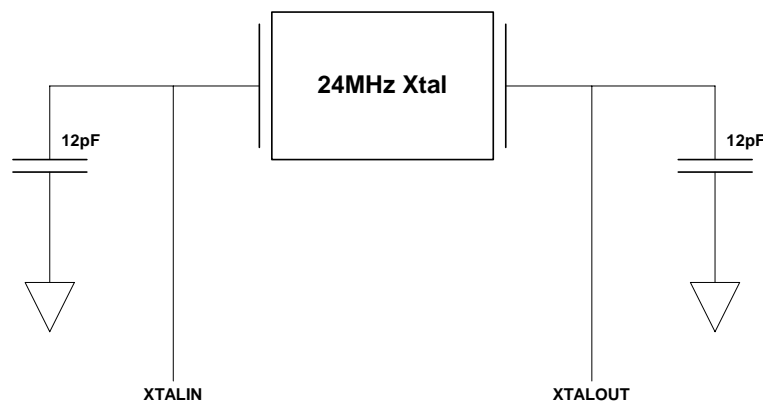 24MHz Xtal
12pF
12pF
XTALIN
XTALOUT